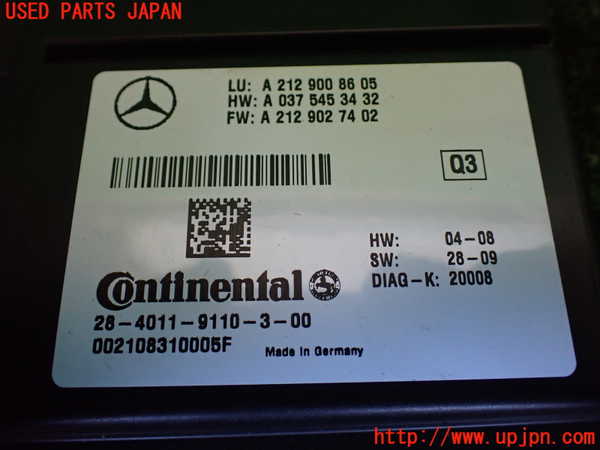 USED PARTS JAPAN
LU: A 212 900 86 05
HW: A 037 545 34 32
FW: A 212 902 74 02
Q3
HW: 04-08
SW: 28-09
DIAG-K: 20008
Continental
28-4011-9110-3-00
002108310005F
Made in Germany
UPJ
http://www.upjpn.com/